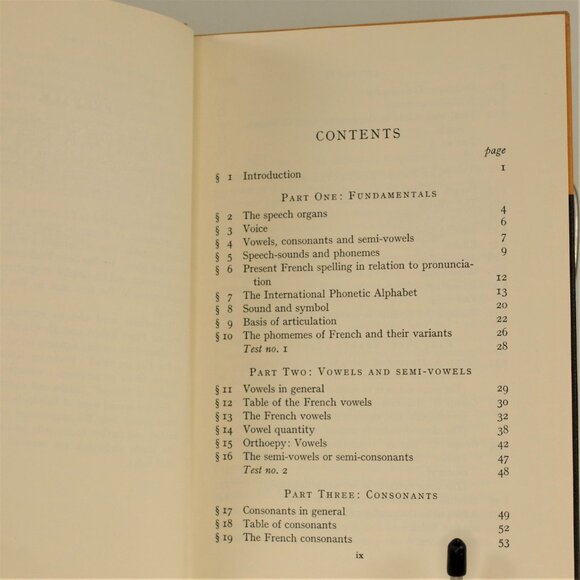 CONTENTS
page
§ 1 Introduction 1
PART ONE: FUNDAMENTALS
§ 2 The speech organs 4
§ 3 Voice 6
§ 4 Vowels, consonants and semi-vowels 7
§ 5 Speech-sounds and phonemes 9
§ 6 Present French spelling in relation to pronuncia-
tion 12
§ 7 The International Phonetic Alphabet 13
§ 8 Sound and symbol 20
§ 9 Basis of articulation 22
§ 10 The phomemes of French and their variants 26
Test no. 1 28
PART TWO: VOWELS AND SEMI-VOWELS
§ 11 Vowels in general 29
§ 12 Table of the French vowels 30
§ 13 The French vowels 32
§ 14 Vowel quantity 38
§ 15 Orthoepy: Vowels 42
§ 16 The semi-vowels or semi-consonants 47
Test no. 2 48
PART THREE: CONSONANTS
§ 17 Consonants in general 49
§ 18 Table of consonants 52
§ 19 The French consonants 53
ix